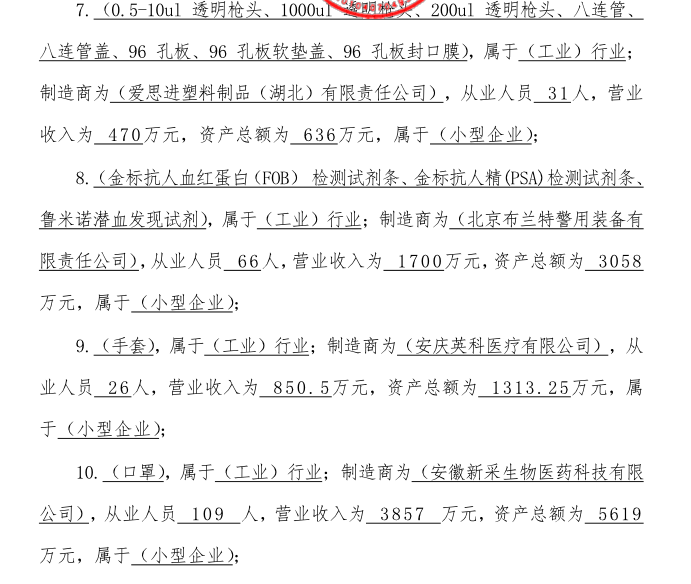 7.（0.5-10ul 透明枪头、1000ul 透明枪头、200ul 透明枪头、八连管、
八连管盖、96 孔板、96 孔板软垫盖、96 孔板封口膜），属于（工业）行业；
制造商为（爱思进塑料制品（湖北）有限责任公司），从业人员 31人，营业
收入为 470万元，资产总额为 636万元，属于（小型企业）；
8.（金标抗人血红蛋白（FOB） 检测试剂条、金标抗人精(PSA)检测试剂条、
鲁米诺潜血发现试剂），属于（工业）行业；制造商为（北京布兰特警用装备有
限责任公司），从业人员 66人，营业收入为 1700万元，资产总额为 3058
万元，属于（小型企业）；
9.（手套），属于（工业）行业；制造商为（安庆英科医疗有限公司），从
业人员 26人，营业收入为 850.5万元，资产总额为 1313.25万元，属
于（小型企业）；
10.（口罩），属于（工业）行业；制造商为（安徽新采生物医药科技有限
公司），从业人员 109 人，营业收入为 3857 万元，资产总额为 5619
万元，属于（小型企业）；